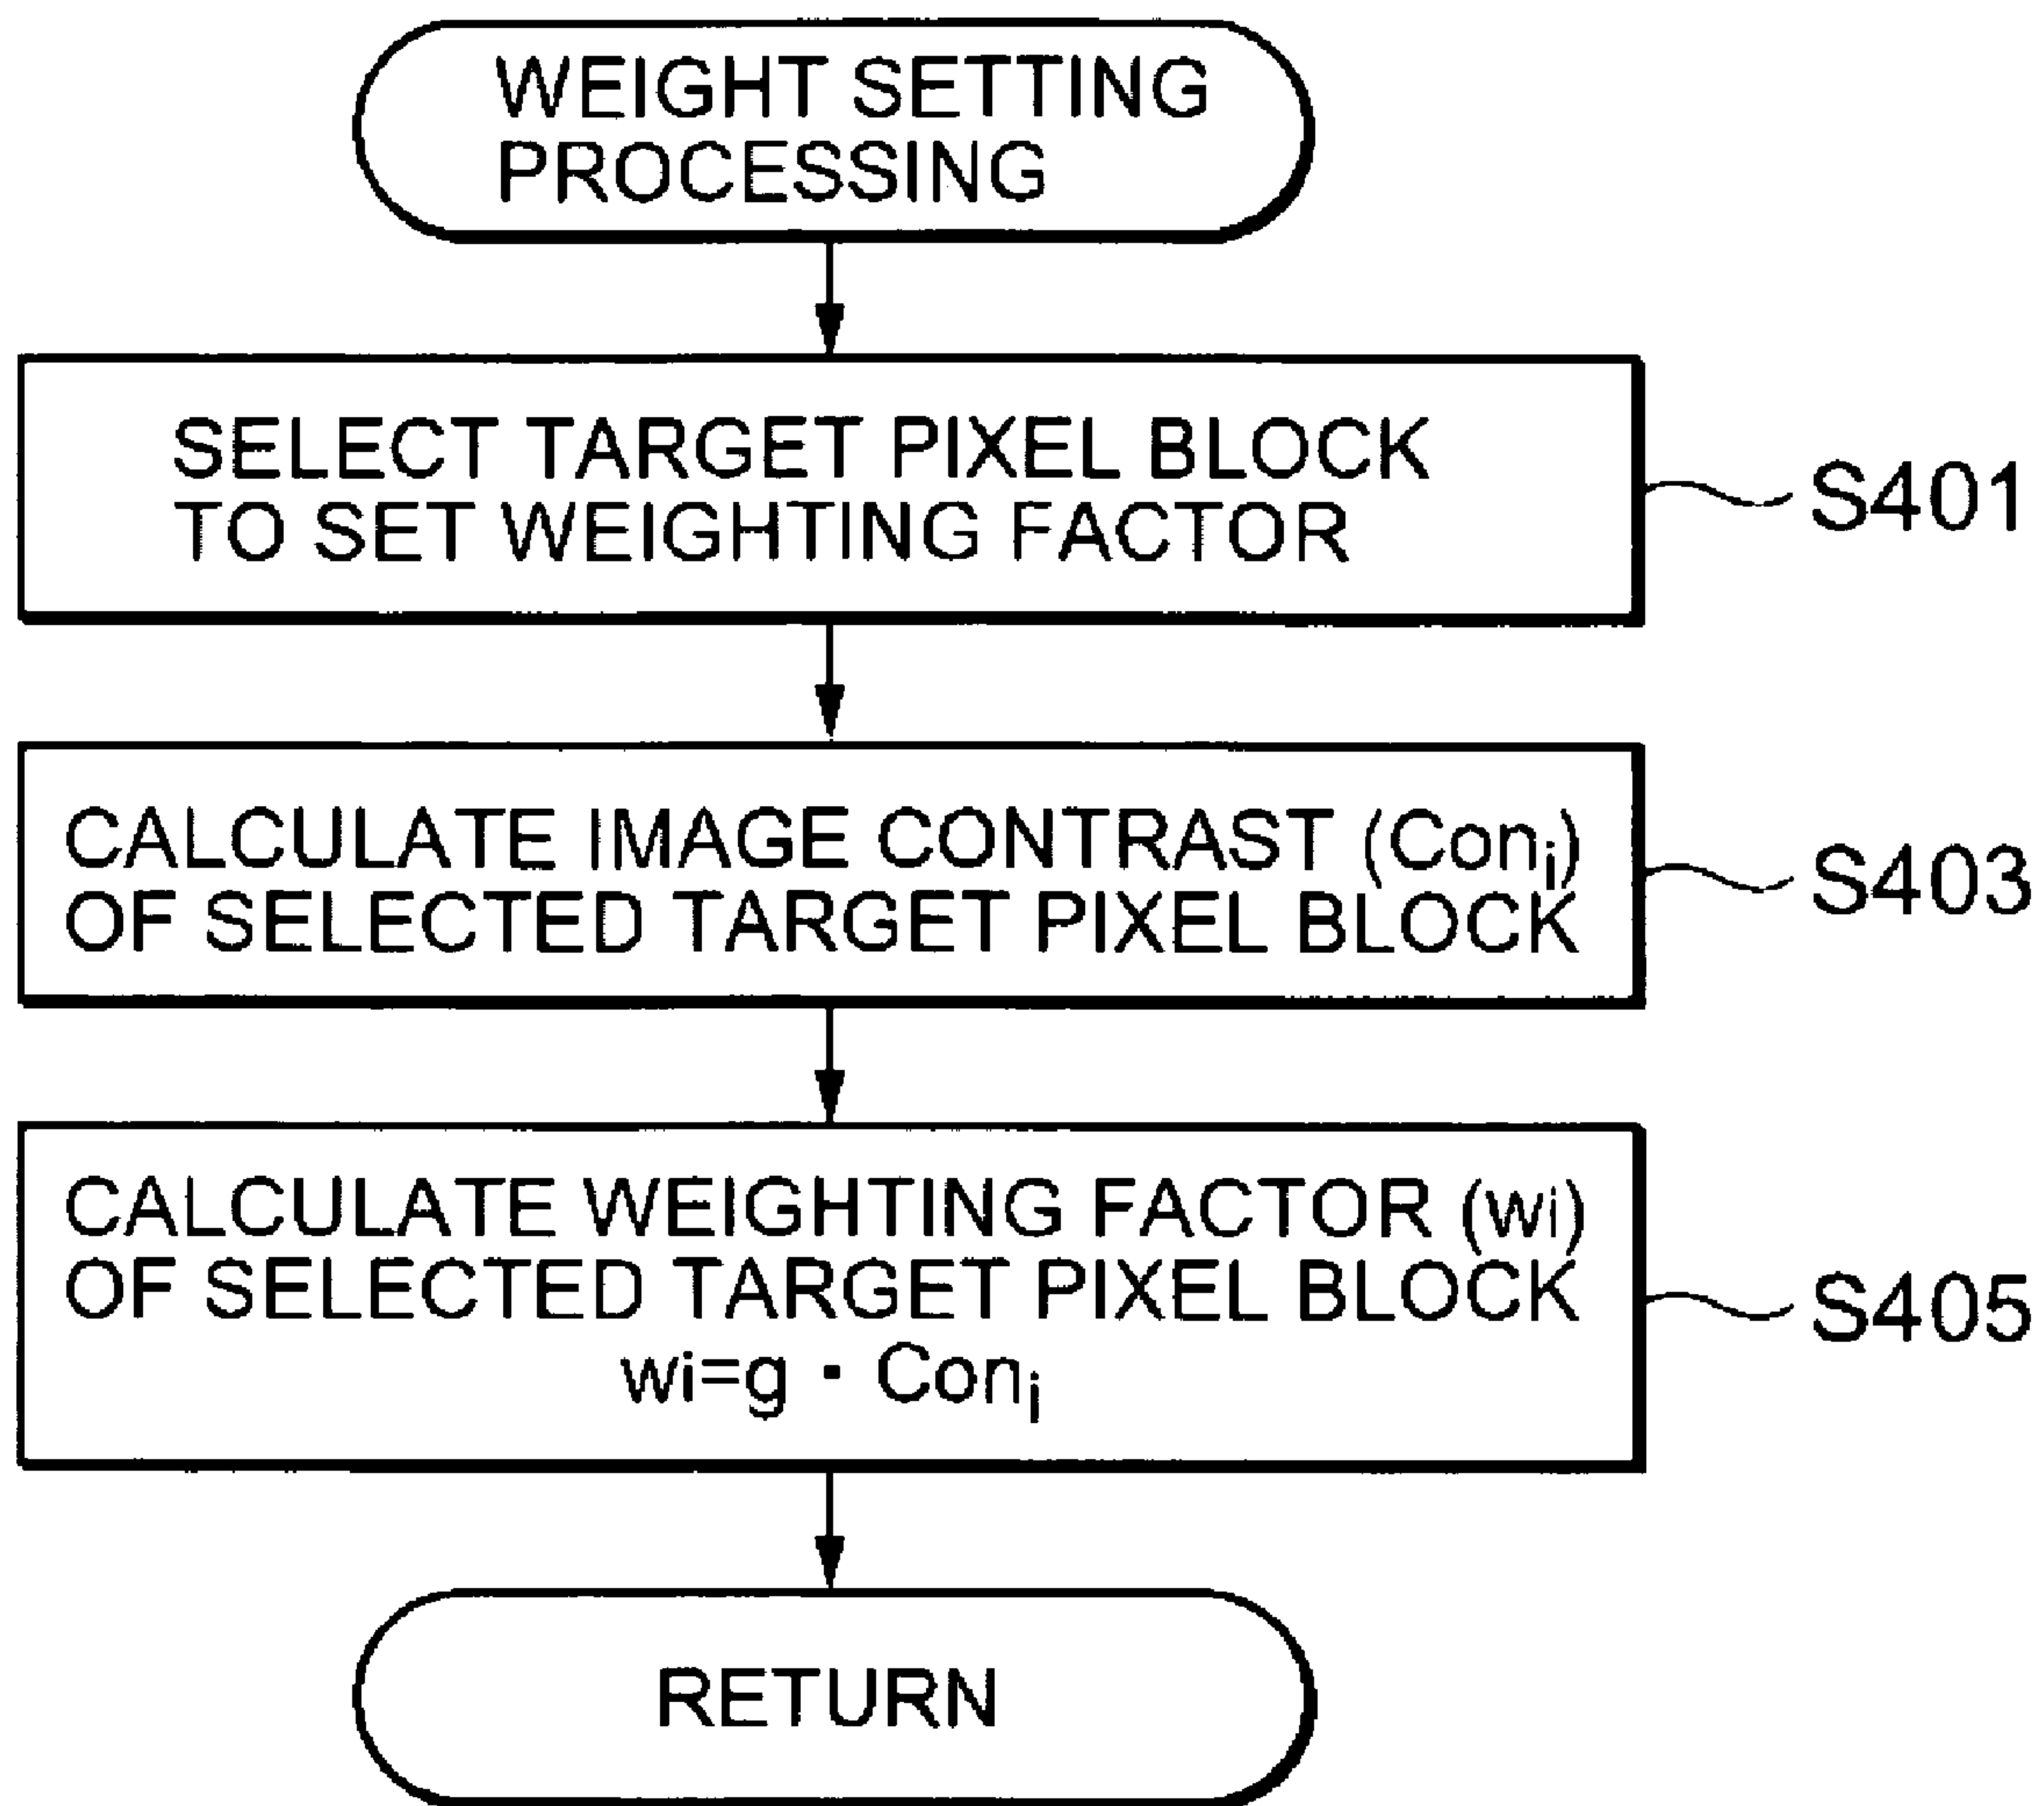 WEIGHT SETTING
PROCESSING
SELECT TARGET PIXEL BLOCK
TO SET WEIGHTING FACTOR
S401
CALCULATE IMAGE CONTRAST (Conᵢ)
OF SELECTED TARGET PIXEL BLOCK
S403
CALCULATE WEIGHTING FACTOR (wi)
OF SELECTED TARGET PIXEL BLOCK
wi=g · Conᵢ
S405
RETURN